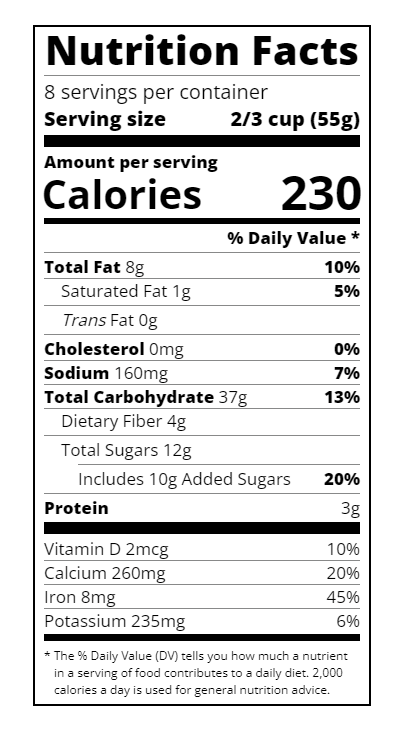 Nutrition Facts
8 servings per container
Serving size 2/3 cup (55g)
Amount per serving
Calories 230
% Daily Value *
Total Fat 8g 10%
Saturated Fat 1g 5%
Trans Fat 0g
Cholesterol 0mg 0%
Sodium 160mg 7%
Total Carbohydrate 37g 13%
Dietary Fiber 4g
Total Sugars 12g
Includes 10g Added Sugars 20%
Protein 3g
Vitamin D 2mcg 10%
Calcium 260mg 20%
Iron 8mg 45%
Potassium 235mg 6%
* The % Daily Value (DV) tells you how much a nutrient
in a serving of food contributes to a daily diet. 2,000
calories a day is used for general nutrition advice.